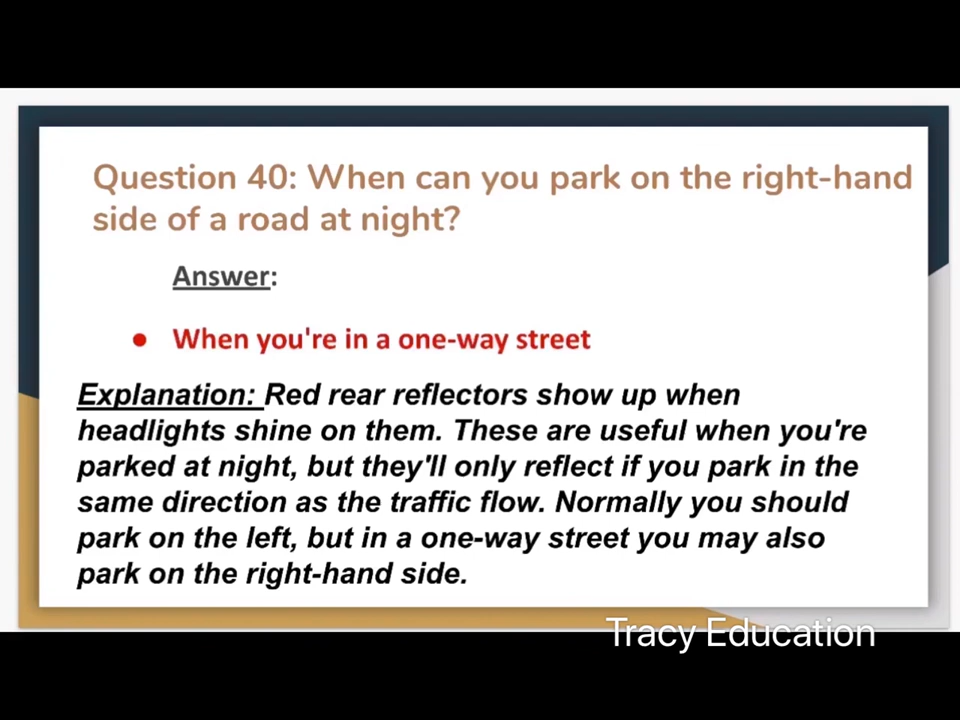 Question 40: When can you park on the right-hand
side of a road at night?
Answer:
● When you're in a one-way street
Explanation: Red rear reflectors show up when
headlights shine on them. These are useful when you're
parked at night, but they'll only reflect if you park in the
same direction as the traffic flow. Normally you should
park on the left, but in a one-way street you may also
park on the right-hand side.
Tracy Education